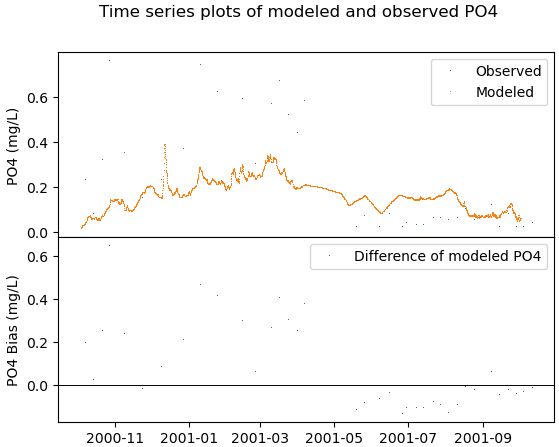 Time series plots of modeled and observed PO4
Observed
Modeled
PO4 (mg/L)
0.6
0.4
0.2
0.0
Difference of modeled PO4
PO4 Bias (mg/L)
0.6
0.4
0.2
0.0
2000-11 2001-01 2001-03 2001-05 2001-07 2001-09